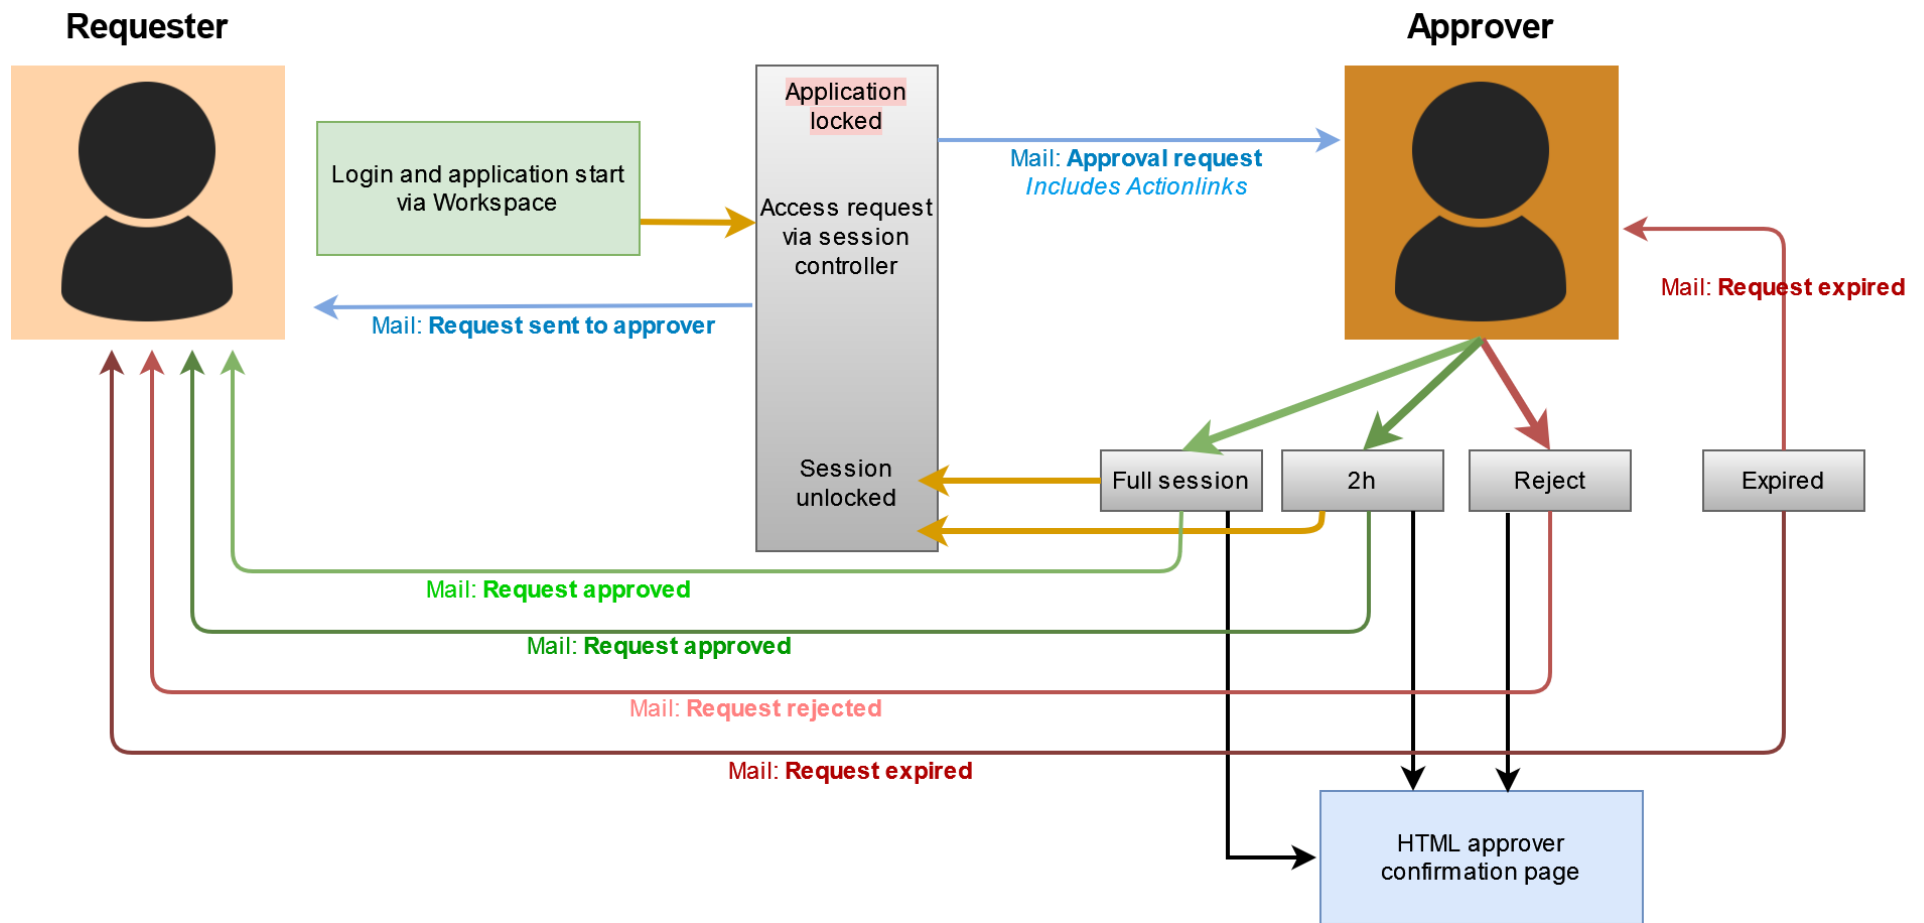 Requester
Approver
Application
locked
Login and application start
via Workspace
Mail: Approval request
Includes Actionlinks
Access request
via session
controller
Mail: Request expired
Mail: Request sent to approver
Session
unlocked
Full session
2h
Reject
Expired
Mail: Request approved
Mail: Request approved
Mail: Request rejected
Mail: Request expired
HTML approver
confirmation page